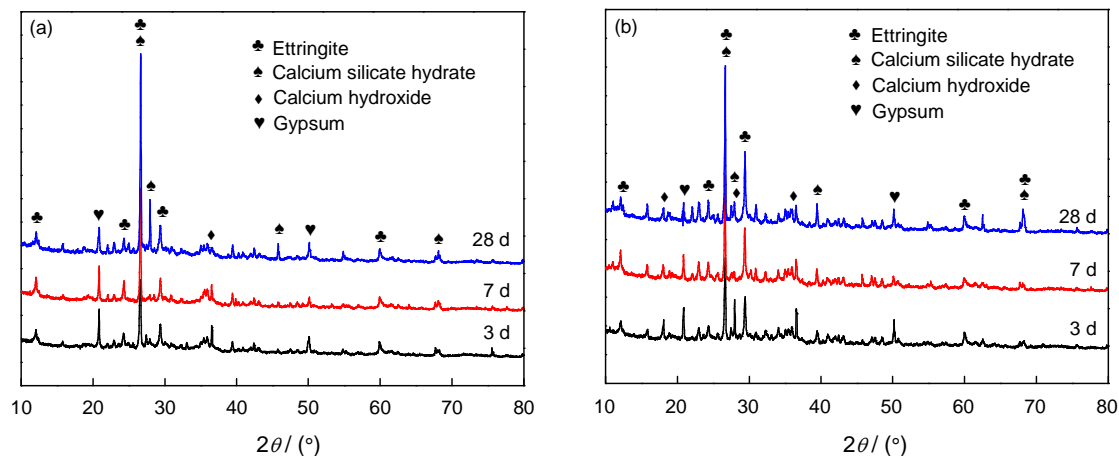 (a)
♣ Ettringite
♠ Calcium silicate hydrate
♦ Calcium hydroxide
♥ Gypsum
28 d
7 d
3 d
10 20 30 40 50 60 70 80
2θ / (°)
(b)
♣ Ettringite
♠ Calcium silicate hydrate
♦ Calcium hydroxide
♥ Gypsum
28 d
7 d
3 d
10 20 30 40 50 60 70 80
2θ / (°)